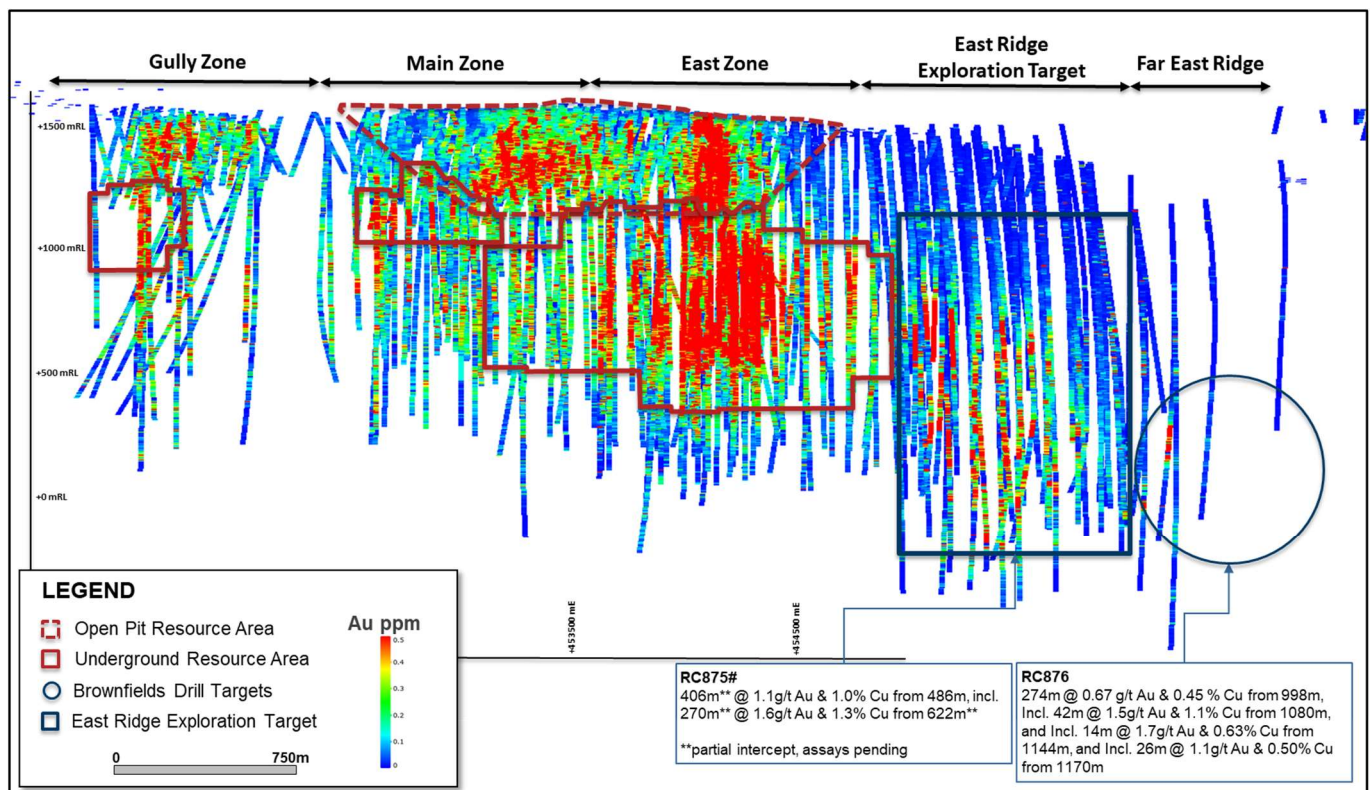 Gully Zone
Main Zone
East Zone
East Ridge
Exploration Target
Far East Ridge
+1500 mRL
+1000 mRL
+500 mRL
+0 mRL
+453500 mE
+454500 mE
LEGEND
Open Pit Resource Area
Underground Resource Area
Brownfields Drill Targets
East Ridge Exploration Target
0 750m
Au ppm
0.5
0.4
0.3
0.2
0.1
0
RC875#
406m** @ 1.1g/t Au & 1.0% Cu from 486m, incl.
270m** @ 1.6g/t Au & 1.3% Cu from 622m**
**partial intercept, assays pending
RC876
274m @ 0.67 g/t Au & 0.45 % Cu from 998m,
Incl. 42m @ 1.5g/t Au & 1.1% Cu from 1080m,
and Incl. 14m @ 1.7g/t Au & 0.63% Cu from
1144m, and Incl. 26m @ 1.1g/t Au & 0.50% Cu
from 1170m